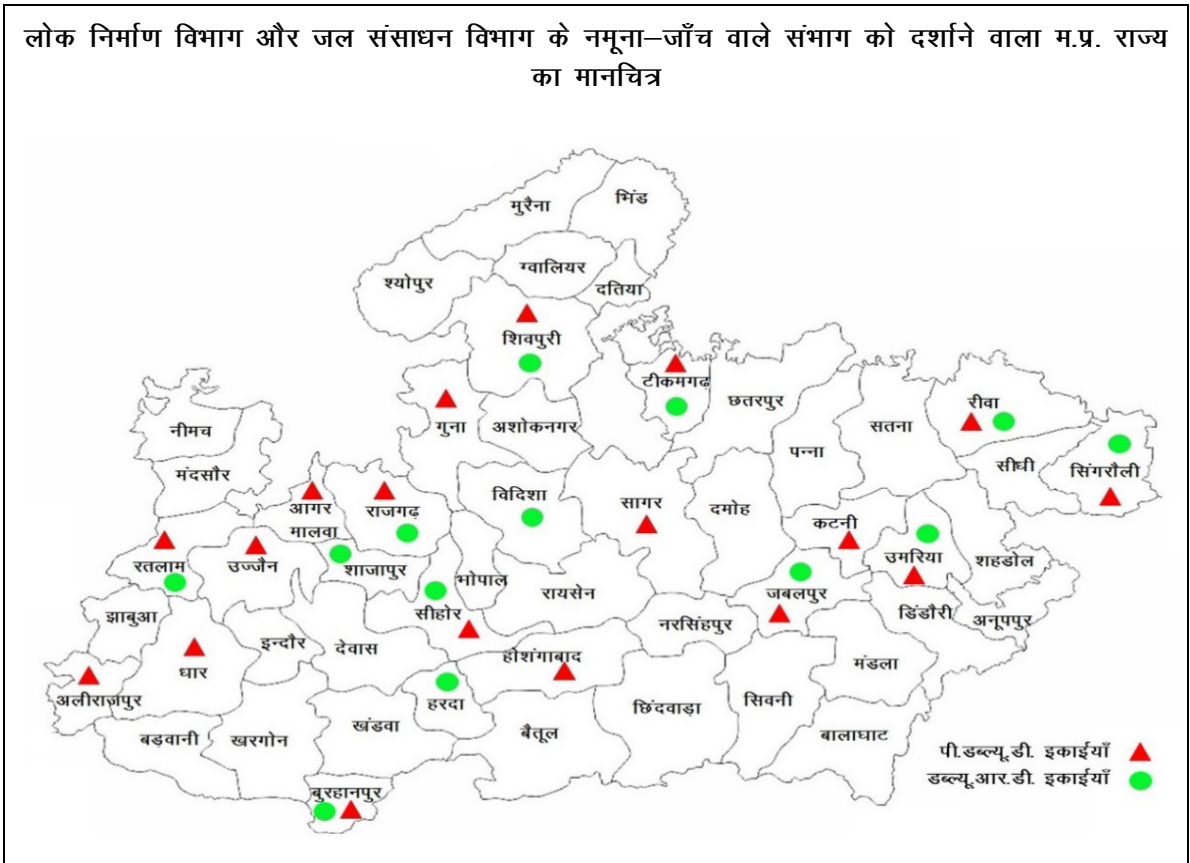 लोक निर्माण विभाग और जल संसाधन विभाग के नमूना–जाँच वाले संभाग को दर्शाने वाला म.प्र. राज्य
का मानचित्र
मुरैना
भिंड
ग्वालियर
श्योपुर
दतिया
शिवपुरी
टीकमगढ़
छतरपुर
रीवा
गुना
अशोकनगर
सतना
नीमच
पन्ना
सीघी
सिंगरौली
मंदसौर
विदिशा
सागर
दमोह
आगर
मालवा
राजगढ़
कटनी
रतलाम
उज्जैन
शाजापुर
भोपाल
उमरिया
शहडोल
रायसेन
जबलपुर
झाबुआ
सीहोर
डिंडौरी
अनूपपुर
इन्दौर
देवास
नरसिंहपुर
धार
होशंगाबाद
मंडला
अलीराजपुर
हरदा
छिंदवाड़ा
सिवनी
बड़वानी
खरगोन
खंडवा
बैतूल
बालाघाट
पी.डब्ल्यू.डी. इकाईयाँ
डब्ल्यू.आर.डी. इकाईयाँ
बुरहानपुर